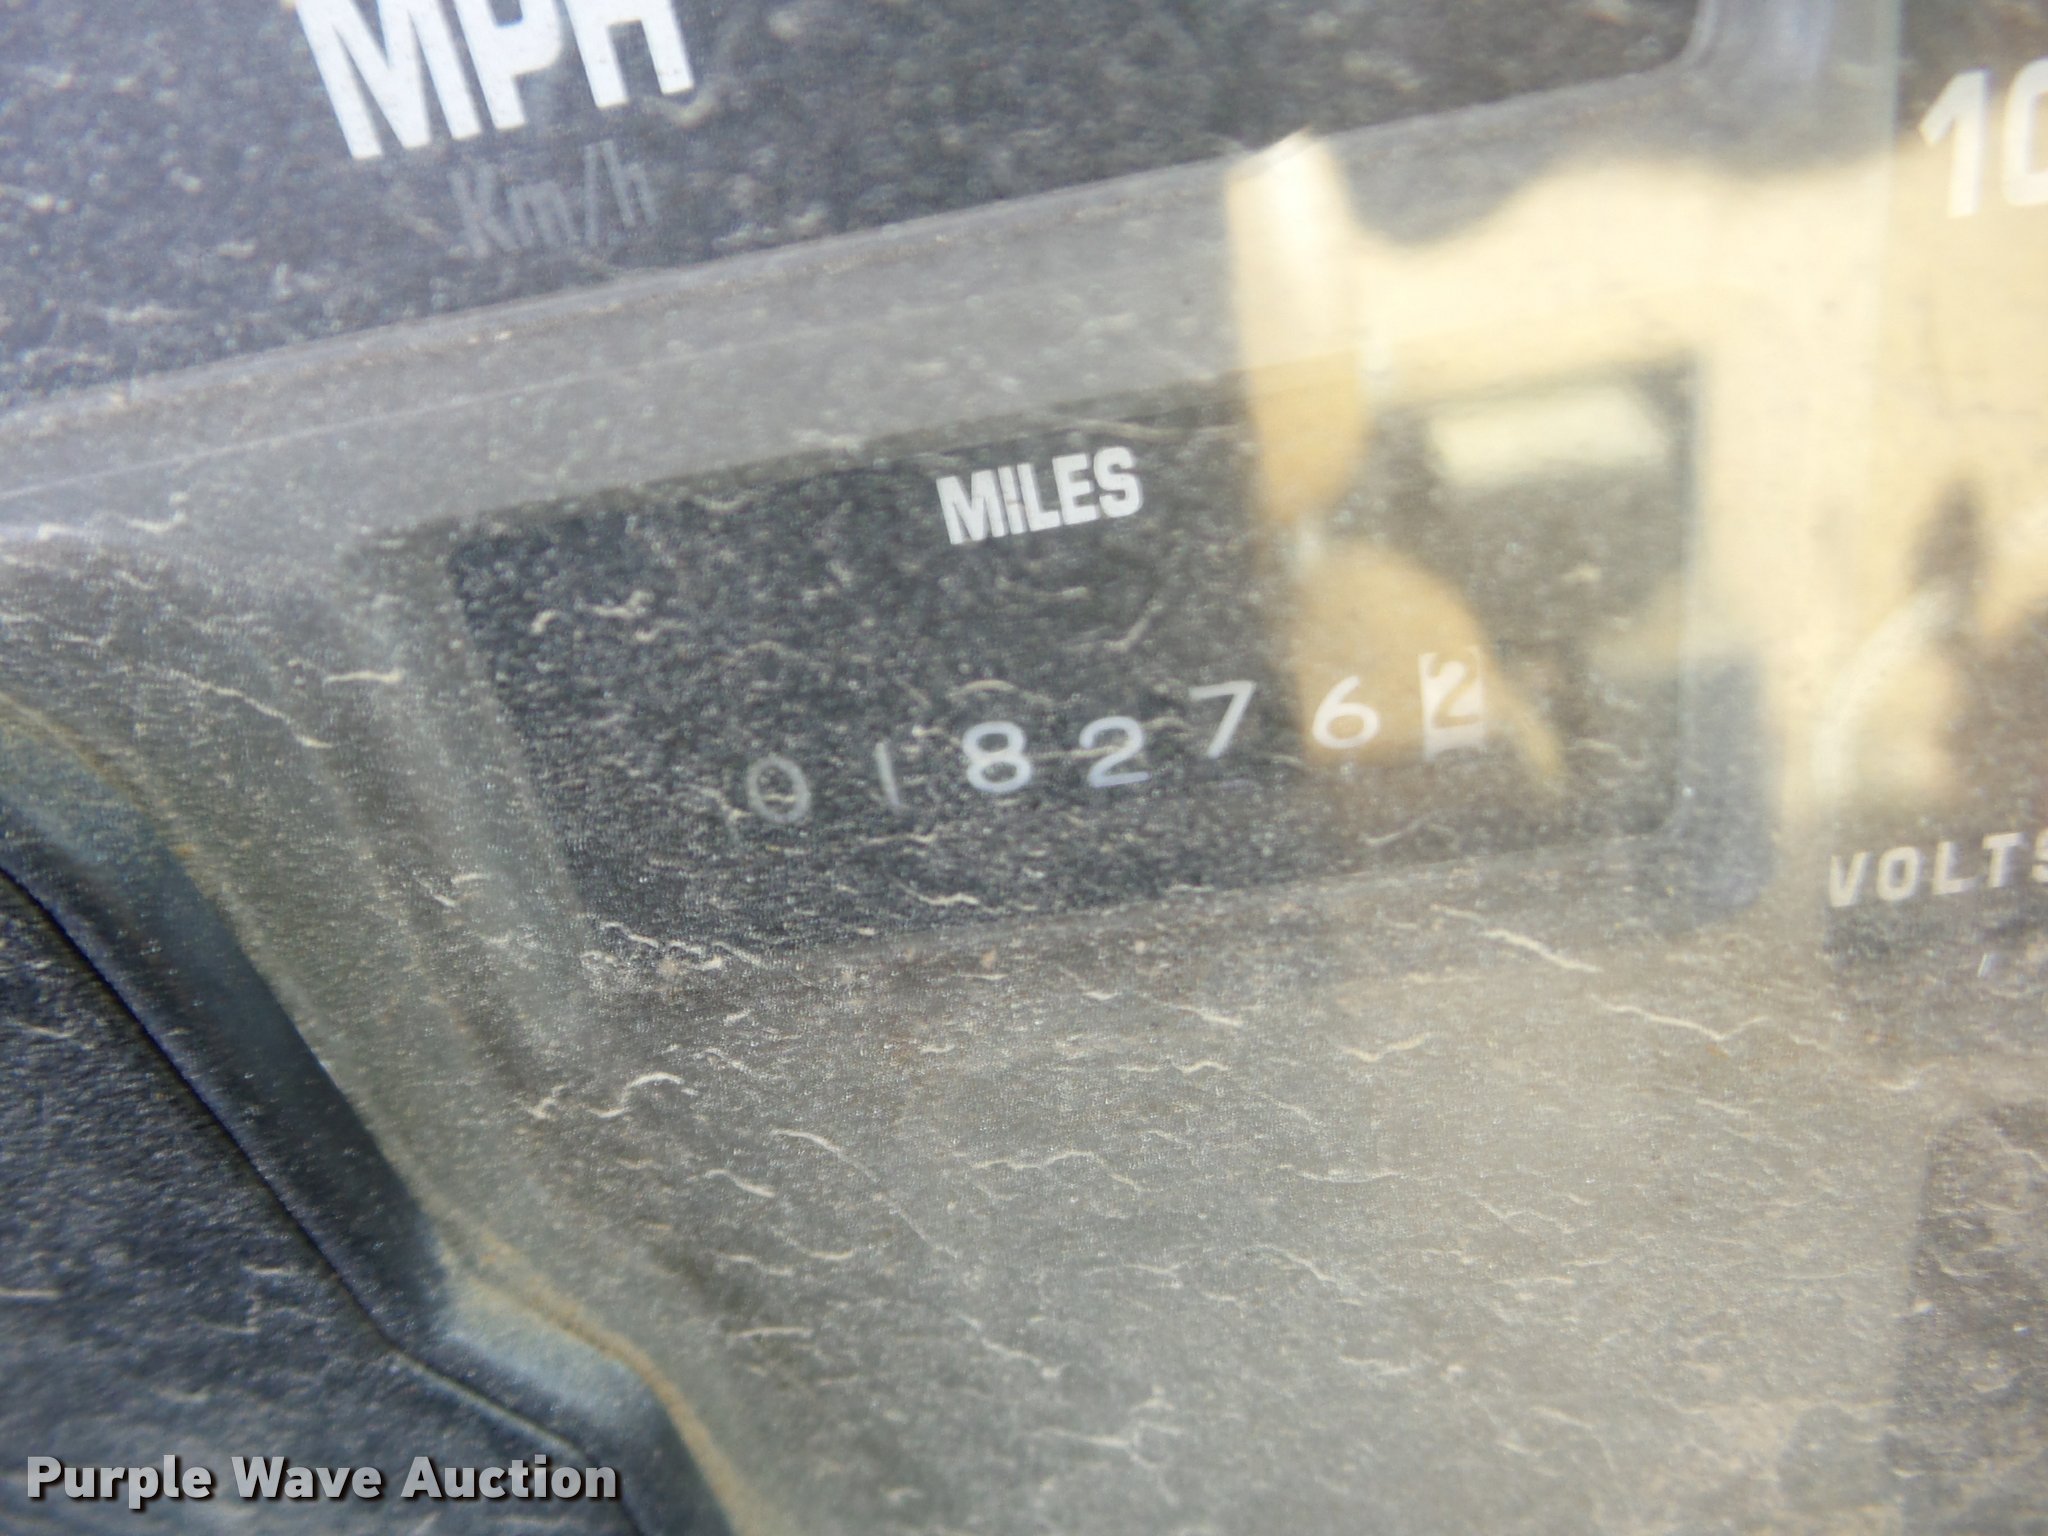 MPH
Km/h
10
MILES
0182762
VOLTS
Purple Wave Auction